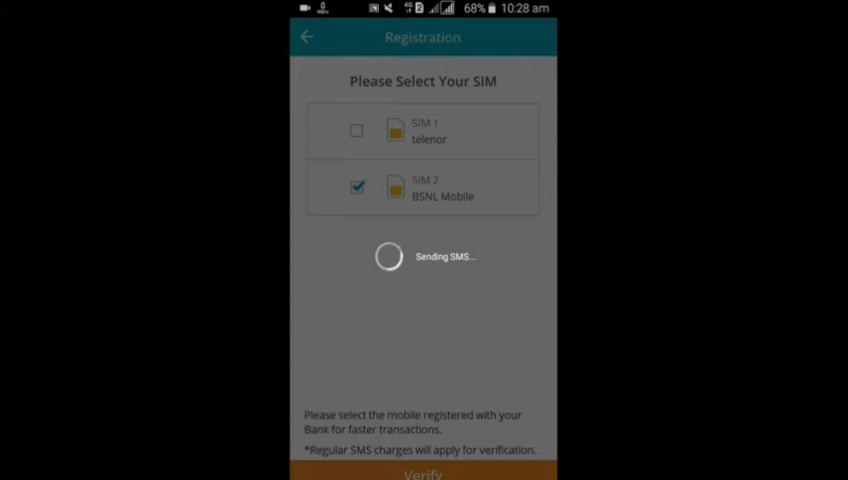 68% 10:28 am
Registration
Please Select Your SIM
SIM 1
telenor
SIM 2
BSNL Mobile
Sending SMS...
Please select the mobile registered with your
Bank for faster transactions.
*Regular SMS charges will apply for verification.
Verify